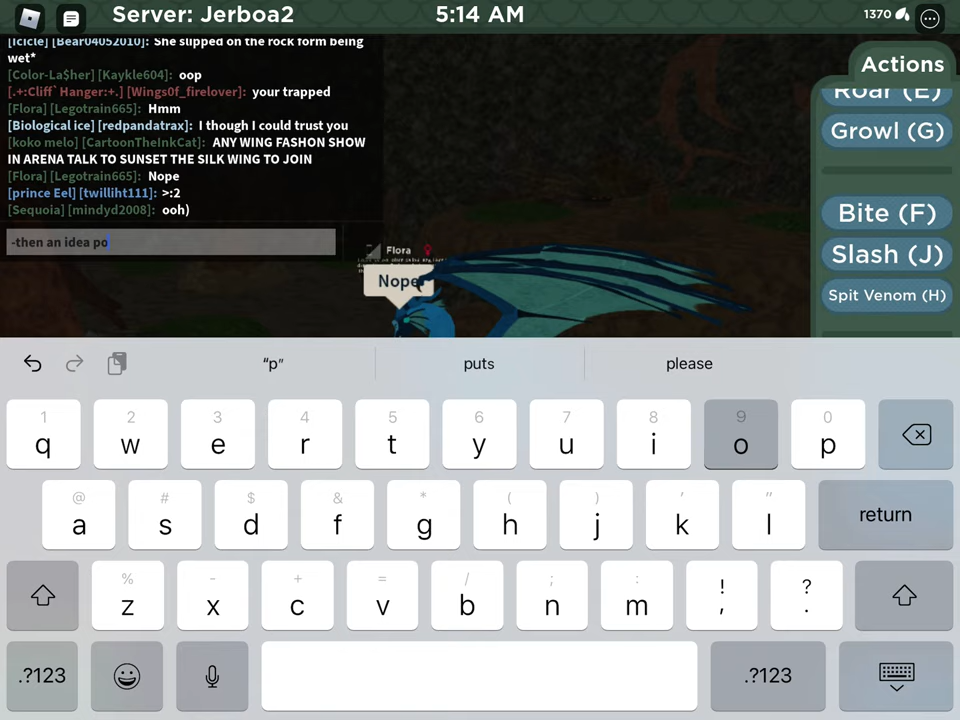 Server: Jerboa2
5:14 AM
1370
[Icicle] [Bear04052010]: She slipped on the rock form being
wet*
[Color-La$her] [Kaykle604]: oop
[.+:Cliff`Hanger:+.] [Wings0f_firelover]: your trapped
[Flora] [Legotrain665]: Hmm
[Biological ice] [redpandatrax]: I though I could trust you
[koko melo] [CartoonTheInkCat]: ANY WING FASHON SHOW
IN ARENA TALK TO SUNSET THE SILK WING TO JOIN
[Flora] [Legotrain665]: Nope
[prince Eel] [twilliht111]: >:2
[Sequoia] [mindyd2008]: ooh)
-then an idea po
Flora
Nope
Actions
Roar (E)
Growl (G)
Bite (F)
Slash (J)
Spit Venom (H)
“p” puts please
1 2 3 4 5 6 7 8 9 0
q w e r t y u i o p
@ # $ & * ( ) ' "
a s d f g h j k l return
% - + = / ; : ! ?
z x c v b n m , .
.?123 .?123